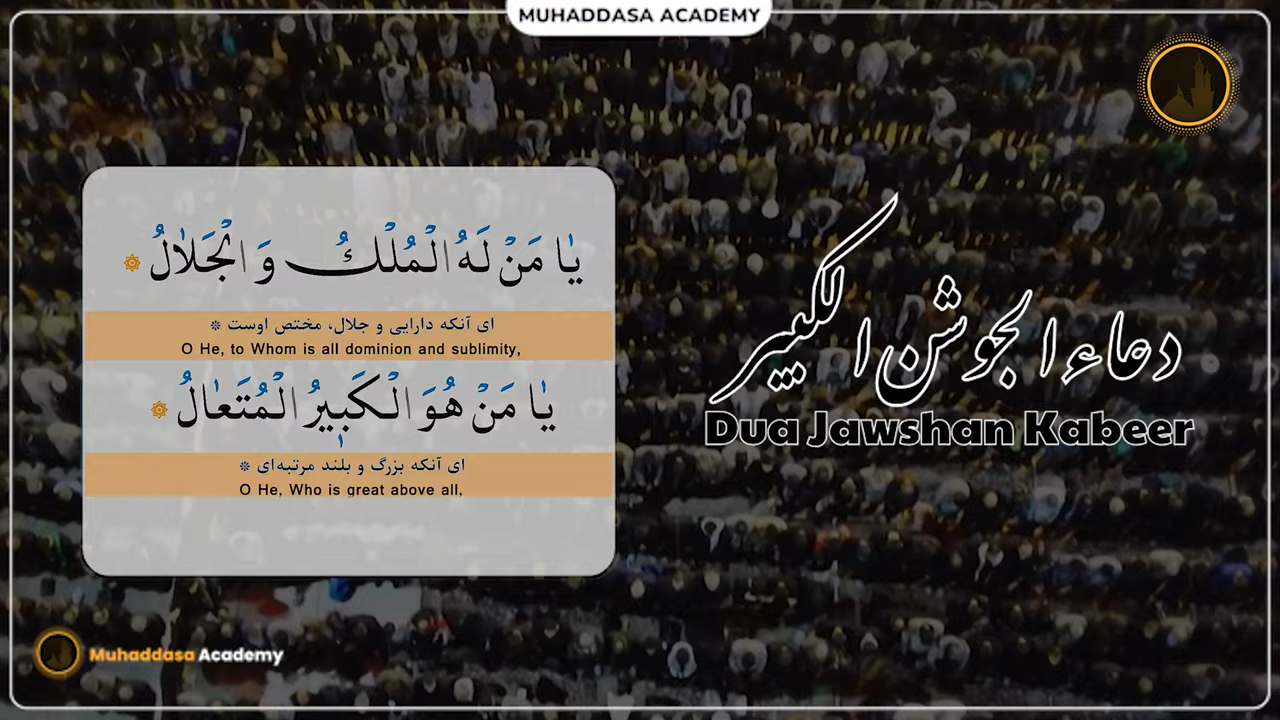 MUHADDASA ACADEMY
يٰا مَنْ لَهُ الْمُلْكُ وَ الْجَلاٰلُ ۞
ای آنکه دارایی و جلال، مختص اوست ❊
O He, to Whom is all dominion and sublimity,
يٰا مَنْ هُوَ الْكَبٖيرُ الْمُتَعٰالُ ۞
ای آنکه بزرگ و بلند مرتبه‌ای ❊
O He, Who is great above all,
دعاء الجوشن الكبير
Dua Jawshan Kabeer
Muhaddasa Academy